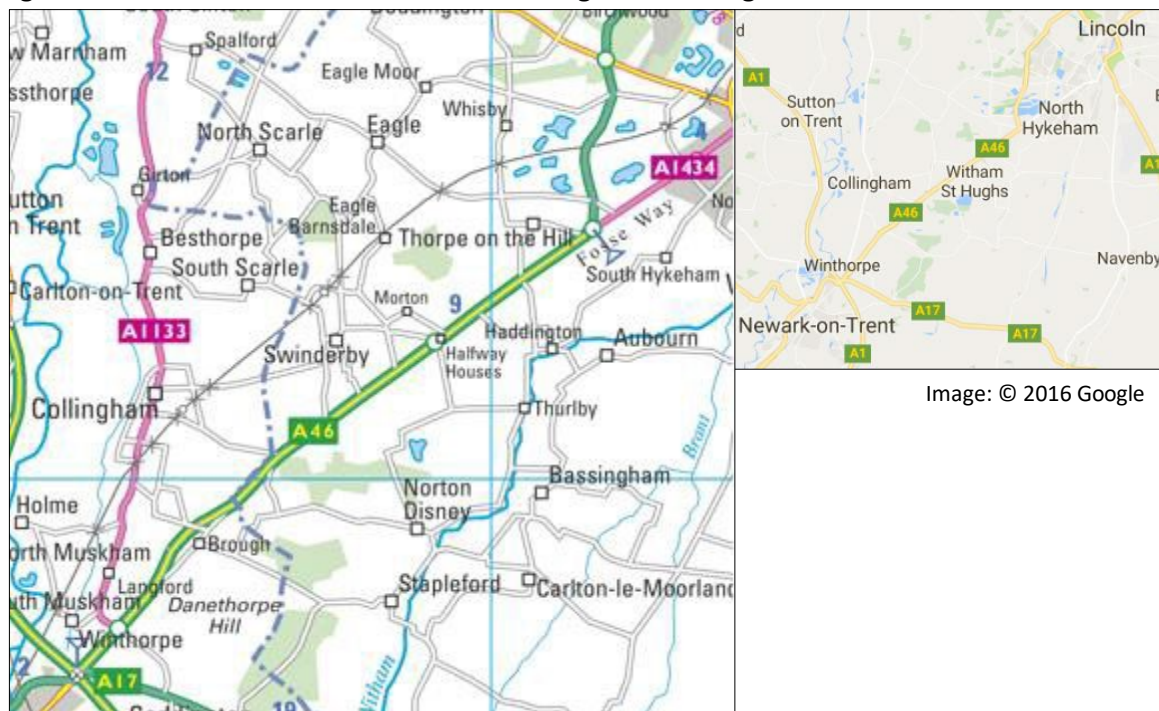 Spalford
12
Marnham
Eagle Moor
Whisby
4
North Scarle
Eagle
A1434
Girton
Eagle
Barnsdale
Besthorpe
Thorpe on the Hill
Fosse Way
South Scarle
South Hykeham
Carlton-on-Trent
Morton
9
A1133
Haddington
Aubourn
Swinderby
Halfway
Houses
Collingham
Thurlby
A46
Brant
Bassingham
Norton
Disney
Holme
Brough
Langford
Stapleford
Carlton-le-Moorland
Danethorpe
Hill
Winthorpe
2
A17
Witham
19
Lincoln
d
A1
Sutton
on Trent
North
Hykeham
A46
Witham
St Hughs
Collingham
A46
Winthorpe
Navenby
A17
Newark-on-Trent
A17
A1
Image: © 2016 Google